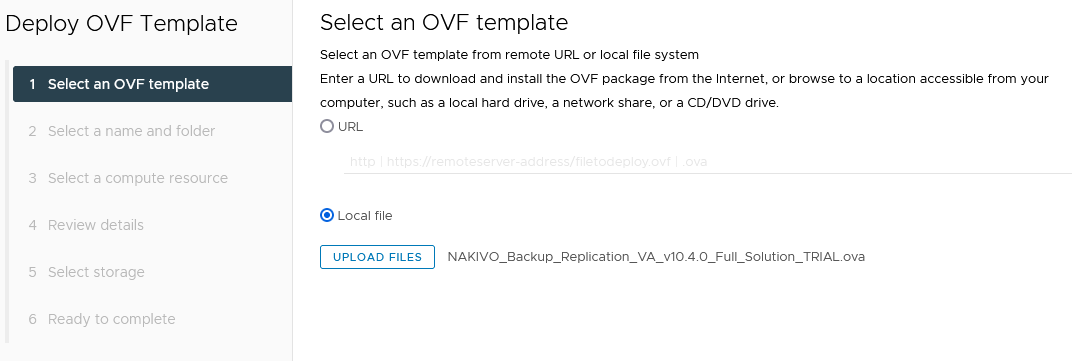 Deploy OVF Template
1 Select an OVF template
2 Select a name and folder
3 Select a compute resource
4 Review details
5 Select storage
6 Ready to complete
Select an OVF template
Select an OVF template from remote URL or local file system
Enter a URL to download and install the OVF package from the Internet, or browse to a location accessible from your
computer, such as a local hard drive, a network share, or a CD/DVD drive.
URL
http | https://remoteserver-address/filetodeploy.ovf | .ova
Local file
UPLOAD FILES NAKIVO_Backup_Replication_VA_v10.4.0_Full_Solution_TRIAL.ova